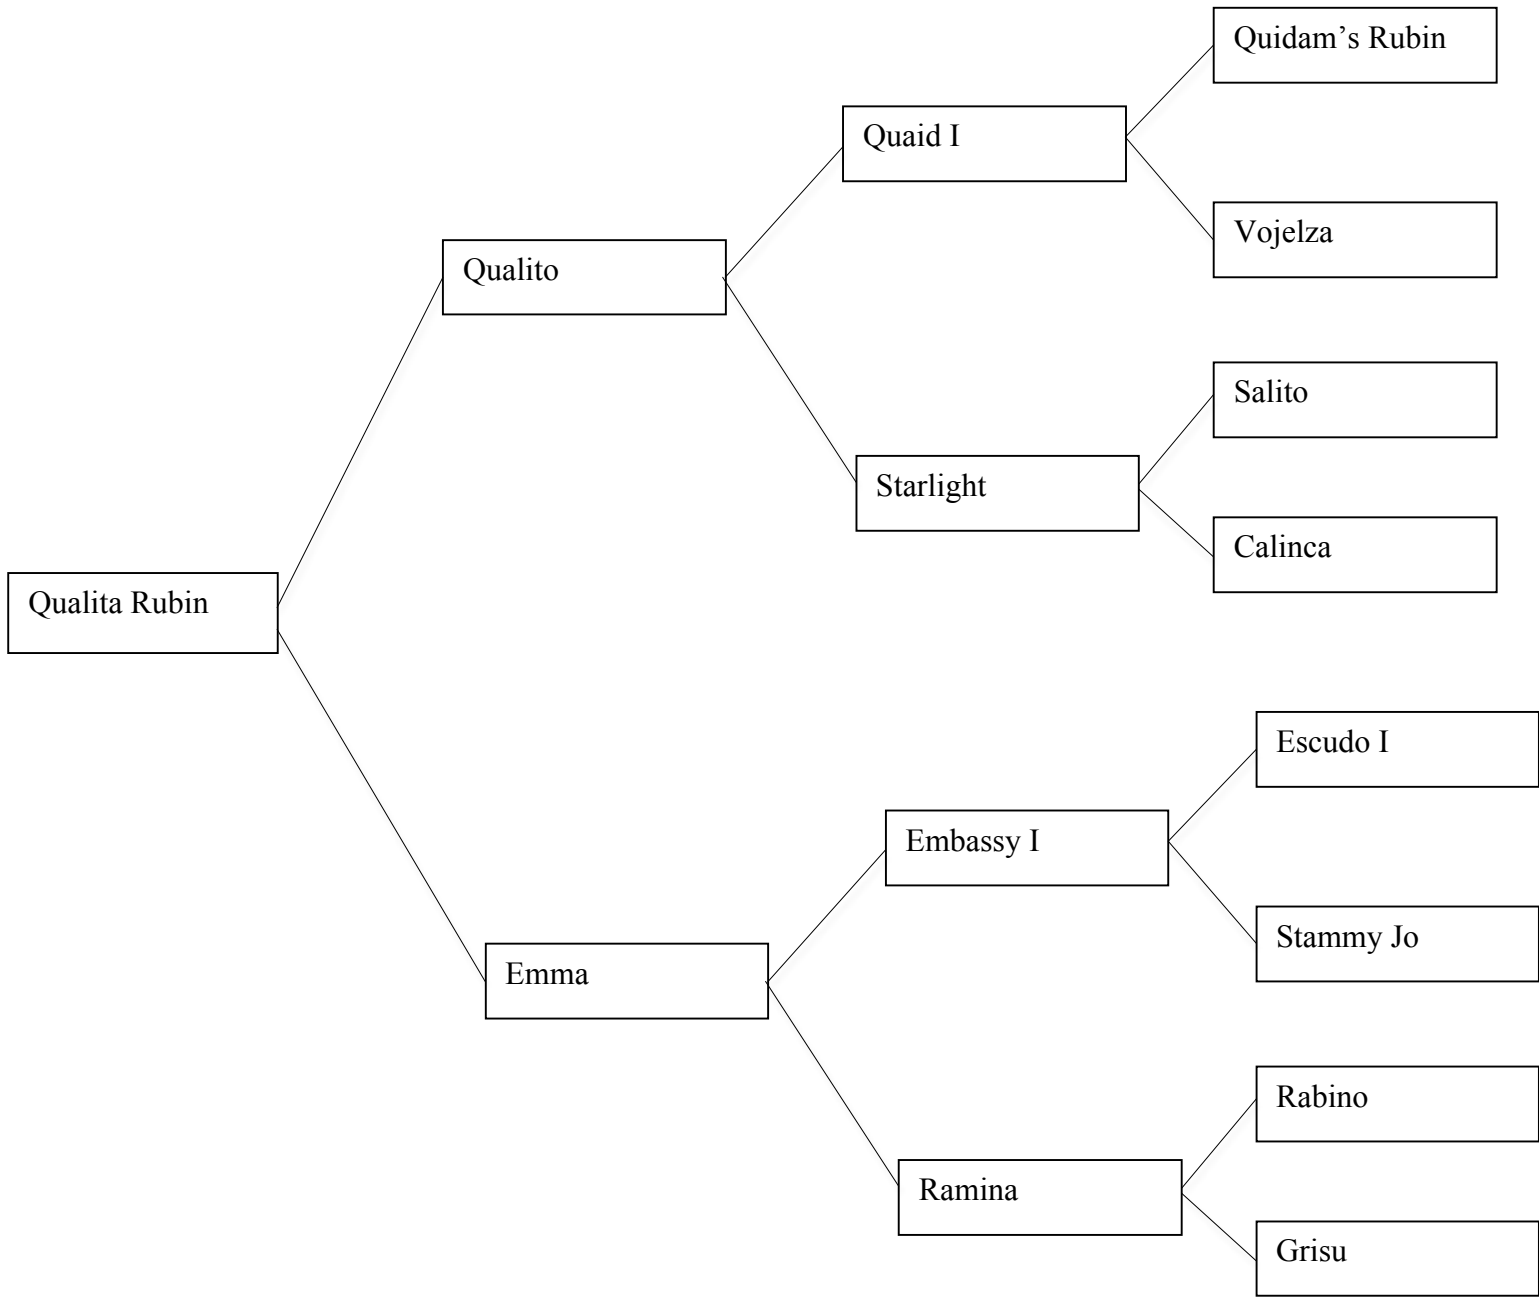 Quidam’s Rubin
Quaid I
Vojelza
Qualito
Salito
Starlight
Calinca
Qualita Rubin
Escudo I
Embassy I
Stammy Jo
Emma
Rabino
Ramina
Grisu